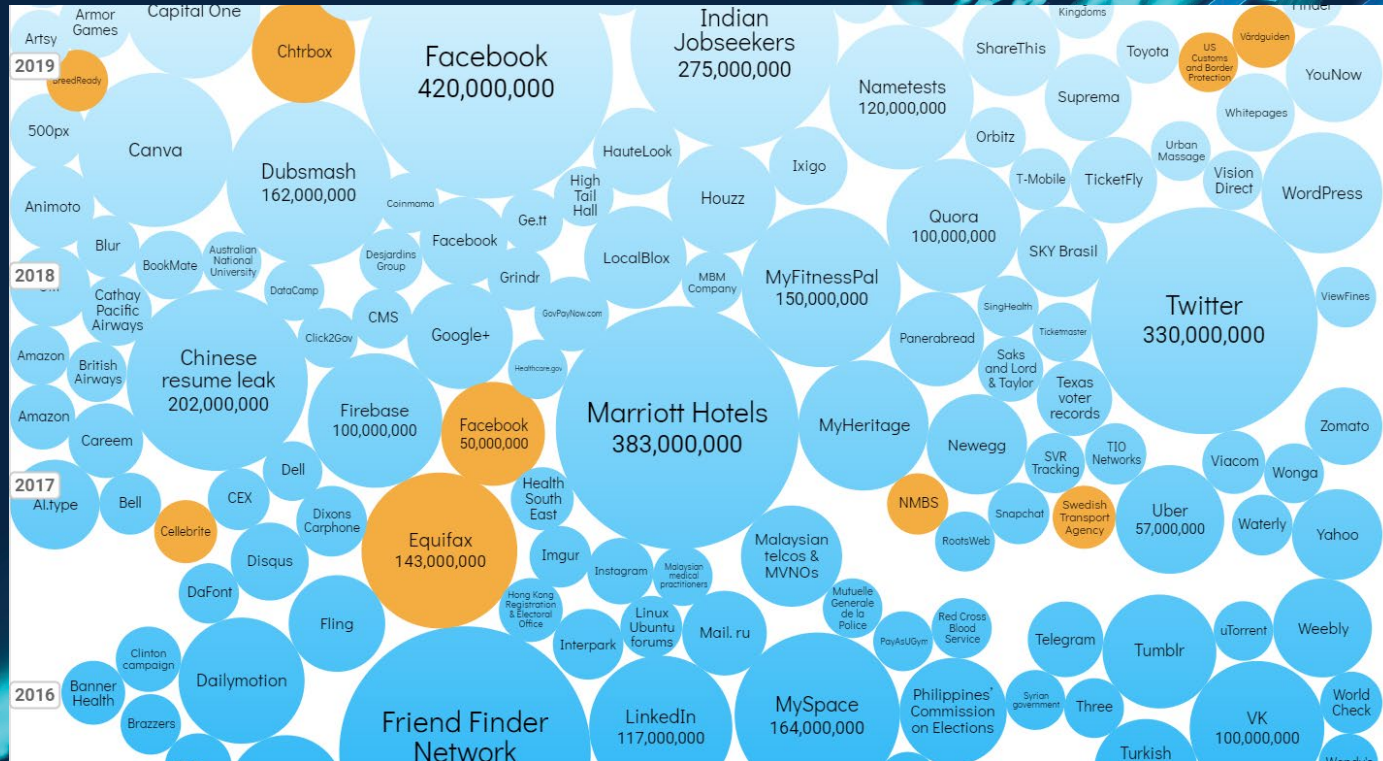 Artsy
Armor
Games
Capital One
Chtrbox
Facebook
420,000,000
Indian
Jobseekers
275,000,000
Kingdoms
ShareThis
Toyota
US
Customs
and Border
Protection
Vårdguiden
YouNow
2019
BreedReady
Nametests
120,000,000
Suprema
Whitepages
500px
Canva
Dubsmash
162,000,000
HauteLook
Ixigo
Orbitz
Urban
Massage
High
Tail
Hall
Houzz
T-Mobile
TicketFly
Vision
Direct
WordPress
Animoto
Coinmama
Ge.tt
Quora
100,000,000
Blur
BookMate
Australian
National
University
Desjardins
Group
Facebook
LocalBlox
SKY Brasil
2018
DataCamp
Grindr
MBM
Company
MyFitnessPal
150,000,000
Twitter
330,000,000
ViewFines
Cathay
Pacific
Airways
CMS
GovPayNow.com
SingHealth
Click2Gov
Google+
Panerabread
Ticketmaster
Amazon
British
Airways
Chinese
resume leak
202,000,000
Healthcare.gov
Saks
and Lord
& Taylor
Texas
voter
records
Amazon
Careem
Firebase
100,000,000
Facebook
50,000,000
Marriott Hotels
383,000,000
MyHeritage
Newegg
Zomato
SVR
Tracking
TIO
Networks
Viacom
Wonga
2017
AI.type
Bell
CEX
Dell
Health
South
East
NMBS
Snapchat
Swedish
Transport
Agency
Uber
57,000,000
Cellebrite
Dixons
Carphone
Equifax
143,000,000
Waterly
Yahoo
Disqus
Imgur
Instagram
Malaysian
medical
practitioners
Malaysian
telcos &
MVNOs
RootsWeb
DaFont
Fling
Hong Kong
Registration
& Electoral
Office
Linux
Ubuntu
forums
Mail. ru
Mutuelle
Generale
de la
Police
Red Cross
Blood
Service
PayAsUGym
Interpark
Telegram
Tumblr
uTorrent
Weebly
Clinton
campaign
2016
Banner
Health
Dailymotion
Brazzers
Friend Finder
Network
LinkedIn
117,000,000
MySpace
164,000,000
Philippines'
Commission
on Elections
Syrian
government
Three
VK
100,000,000
World
Check
Turkish